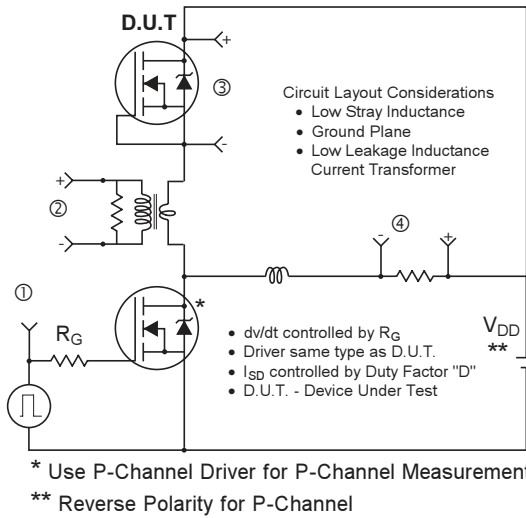 D.U.T
+
③
-
Circuit Layout Considerations
• Low Stray Inductance
• Ground Plane
• Low Leakage Inductance
Current Transformer
+
②
-
④
-
+
①
R_G
*
• dv/dt controlled by R_G
• Driver same type as D.U.T.
• I_SD controlled by Duty Factor "D"
• D.U.T. - Device Under Test
V_DD
**
* Use P-Channel Driver for P-Channel Measurement
** Reverse Polarity for P-Channel